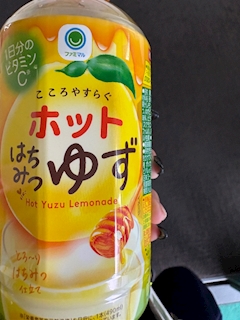 ファミマル
1日分の
ビタミン
C
こころやすらぐ
ホット
はち
みつ
ゆず
Hot Yuzu Lemonade
とろ〜り
はちみつ
仕立て